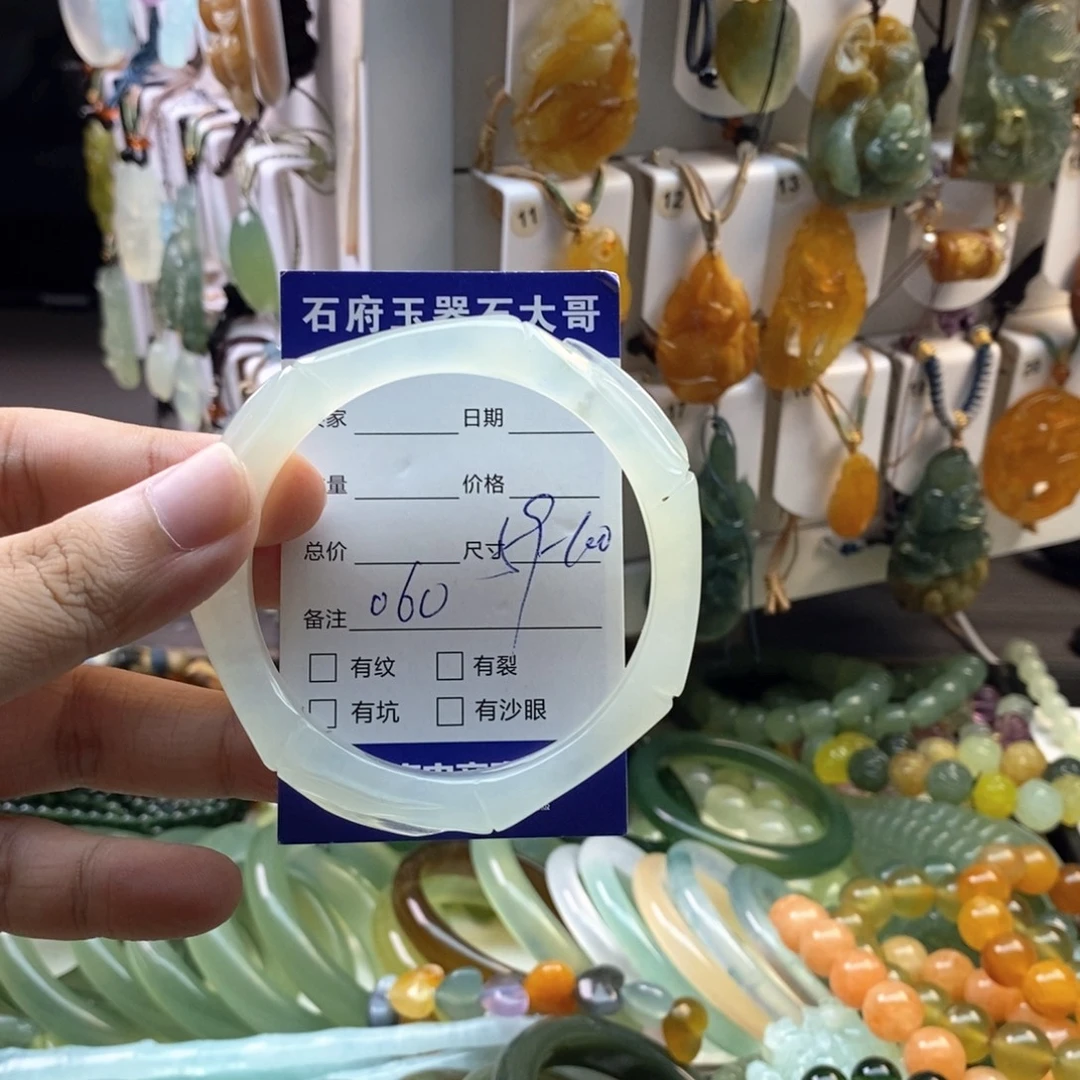 石府玉器石大哥
家 日期
量 价格
总价 尺寸 59-60
备注 060
有纹 有裂
有坑 有沙眼
11
12
13
17